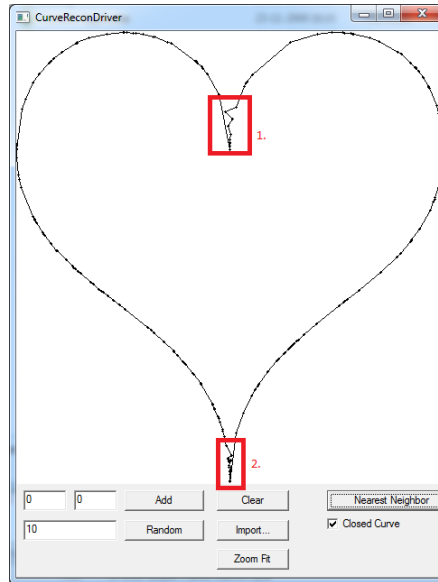 CurveReconDriver
1.
2.
0 0 Add Clear Nearest Neighbor
10 Random Import... Closed Curve
Zoom Fit